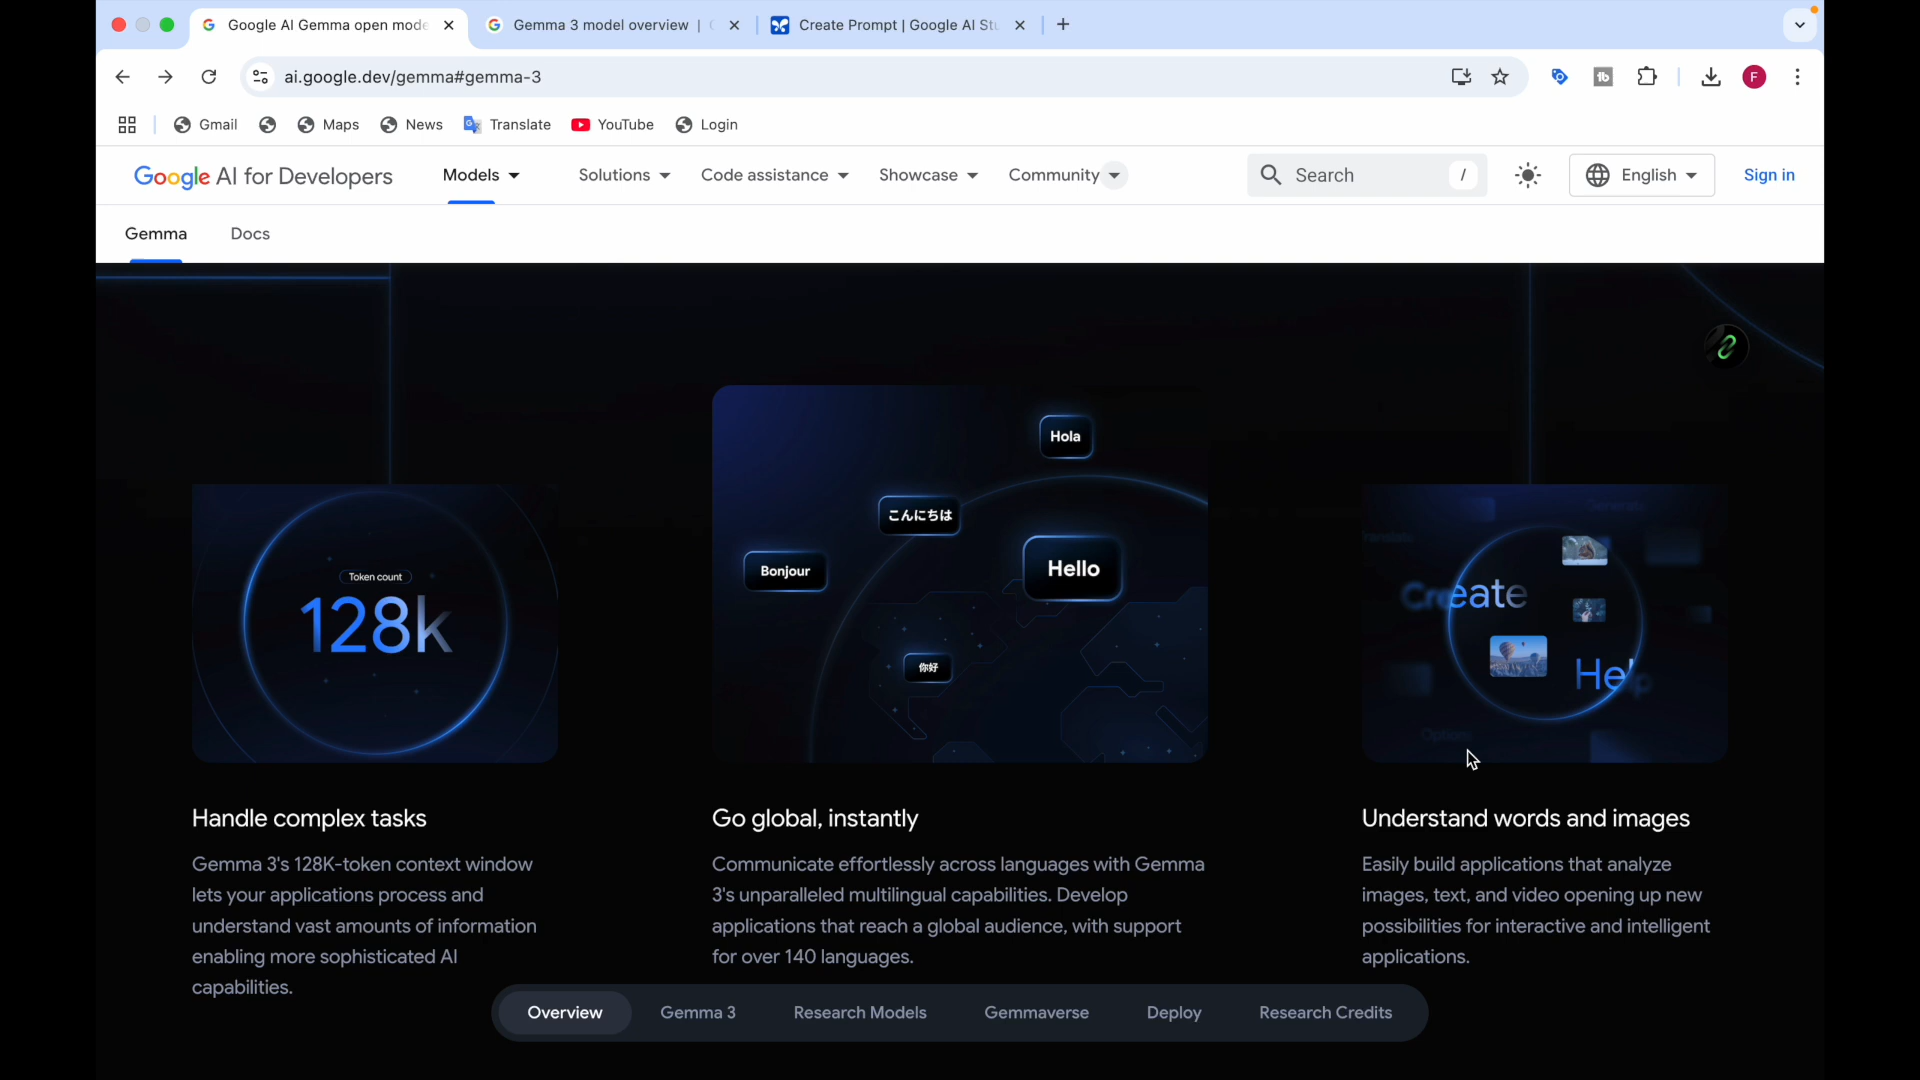 Google AI Gemma open mode
Gemma 3 model overview |
Create Prompt | Google AI Stu
ai.google.dev/gemma#gemma-3
F
Gmail
Maps
News
Translate
YouTube
Login
Google AI for Developers
Models
Solutions
Code assistance
Showcase
Community
Search
/
English
Sign in
Gemma
Docs
Hola
こんにちは
Bonjour
Hello
你好
Token count
128k
Create
Help
Options
Handle complex tasks
Gemma 3's 128K-token context window
lets your applications process and
understand vast amounts of information
enabling more sophisticated AI
capabilities.
Go global, instantly
Communicate effortlessly across languages with Gemma
3's unparalleled multilingual capabilities. Develop
applications that reach a global audience, with support
for over 140 languages.
Understand words and images
Easily build applications that analyze
images, text, and video opening up new
possibilities for interactive and intelligent
applications.
Overview
Gemma 3
Research Models
Gemmaverse
Deploy
Research Credits